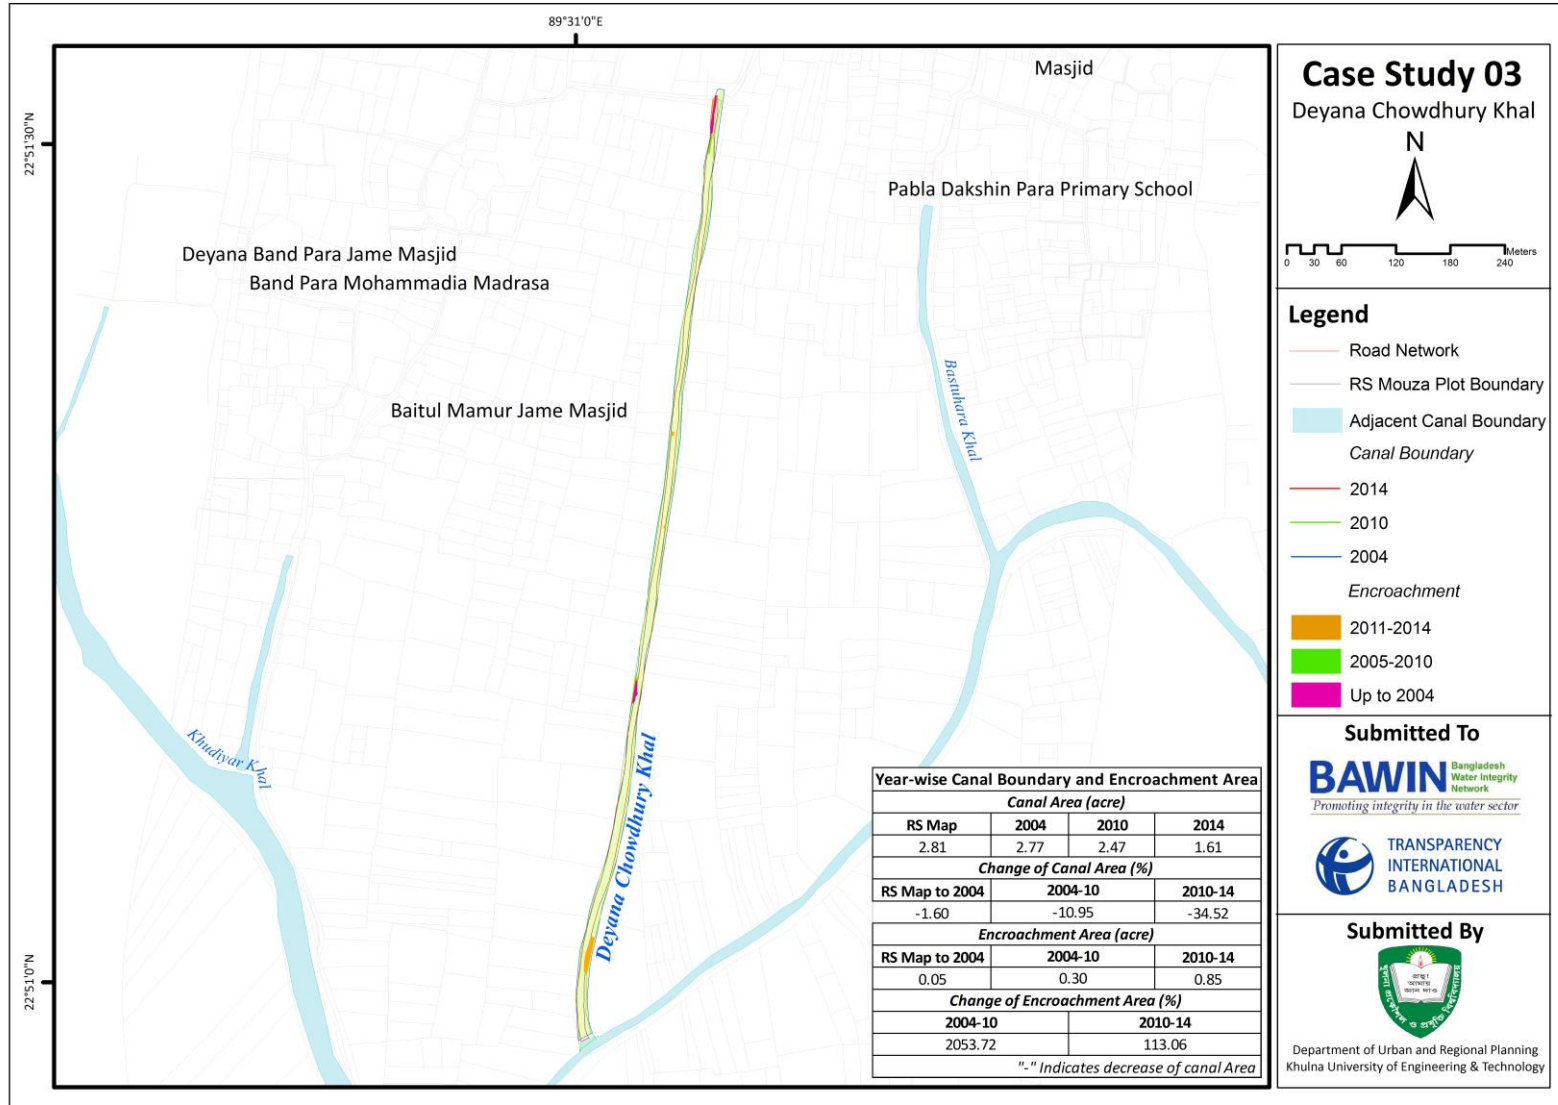 89°31'0"E
22°51'30"N
22°51'0"N
Masjid
Pabla Dakshin Para Primary School
Deyana Band Para Jame Masjid
Band Para Mohammadia Madrasa
Baitul Mamur Jame Masjid
Bastuhara Khal
Khudiyar Khal
Deyana Chowdhury Khal
Year-wise Canal Boundary and Encroachment Area
Canal Area (acre)
RS Map 2004 2010 2014
2.81 2.77 2.47 1.61
Change of Canal Area (%)
RS Map to 2004 2004-10 2010-14
-1.60 -10.95 -34.52
Encroachment Area (acre)
RS Map to 2004 2004-10 2010-14
0.05 0.30 0.85
Change of Encroachment Area (%)
2004-10 2010-14
2053.72 113.06
"-" Indicates decrease of canal Area
Case Study 03
Deyana Chowdhury Khal
N
Meters
0 30 60 120 180 240
Legend
Road Network
RS Mouza Plot Boundary
Adjacent Canal Boundary
Canal Boundary
2014
2010
2004
Encroachment
2011-2014
2005-2010
Up to 2004
Submitted To
BAWIN
Bangladesh
Water Integrity
Network
Promoting integrity in the water sector
TRANSPARENCY
INTERNATIONAL
BANGLADESH
Submitted By
প্রভু!
আমায়
জ্ঞান দাও
খুলনা প্রকৌশল ও প্রযুক্তি বিশ্ববিদ্যালয়
Department of Urban and Regional Planning
Khulna University of Engineering & Technology